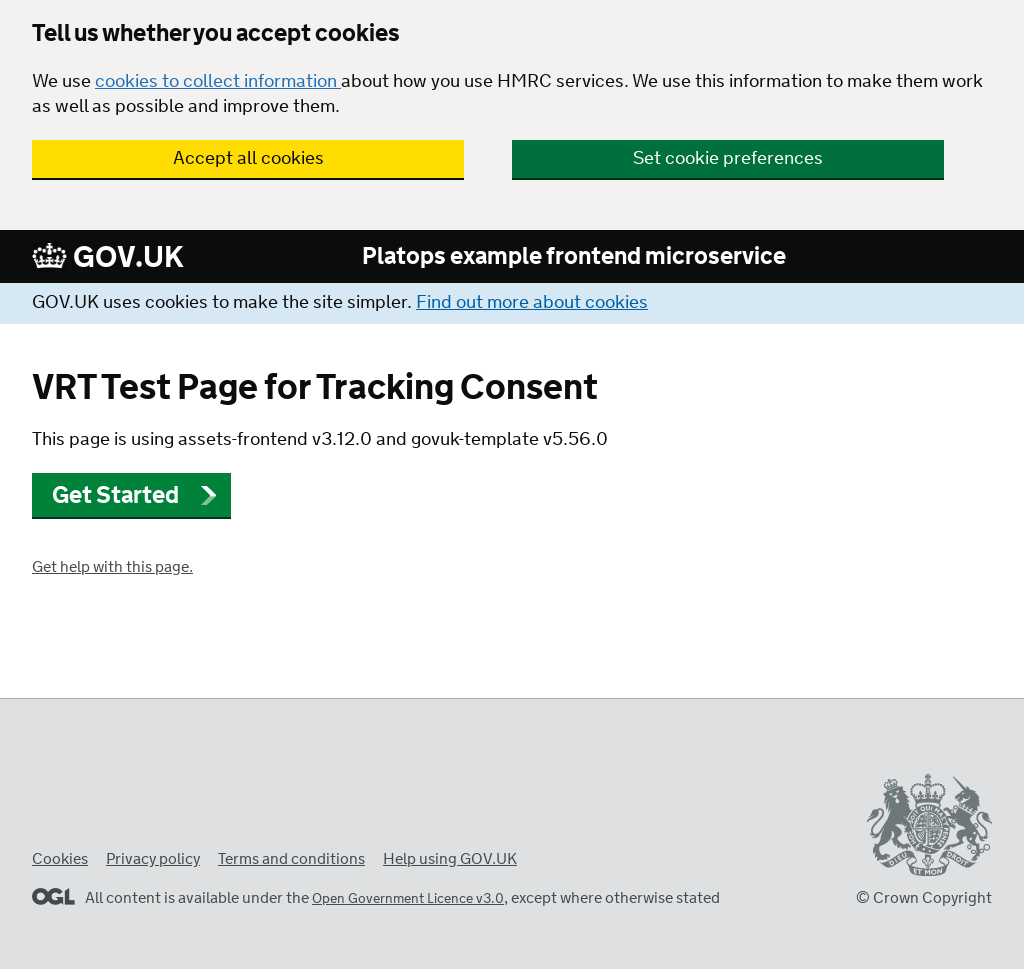 Tell us whether you accept cookies
We use cookies to collect information about how you use HMRC services. We use this information to make them work
as well as possible and improve them.
Accept all cookies
Set cookie preferences
GOV.UK
Platops example frontend microservice
GOV.UK uses cookies to make the site simpler. Find out more about cookies
VRT Test Page for Tracking Consent
This page is using assets-frontend v3.12.0 and govuk-template v5.56.0
Get Started
Get help with this page.
Cookies Privacy policy Terms and conditions Help using GOV.UK
OGL All content is available under the Open Government Licence v3.0, except where otherwise stated
DIEU ET MON DROIT
© Crown Copyright